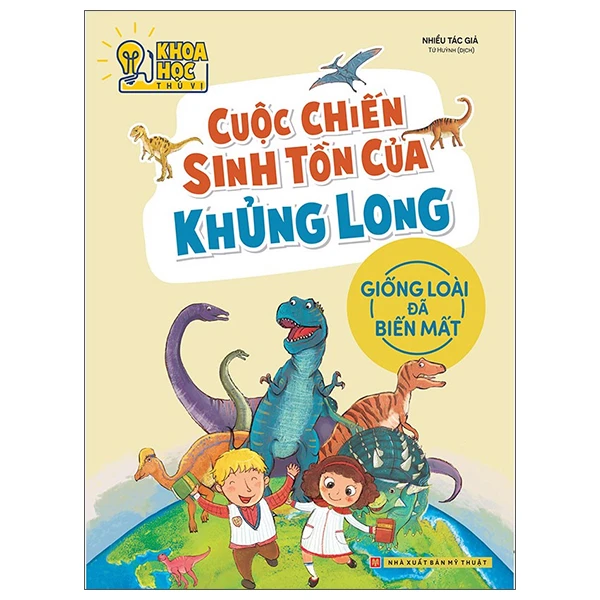 KHOA
HỌC
THÚ VỊ
NHIỀU TÁC GIẢ
TỬ HUỲNH (DỊCH)
CUỘC CHIẾN
SINH TỒN CỦA
KHỦNG LONG
GIỐNG LOÀI
ĐÃ
BIẾN MẤT
NHÀ XUẤT BẢN MỸ THUẬT